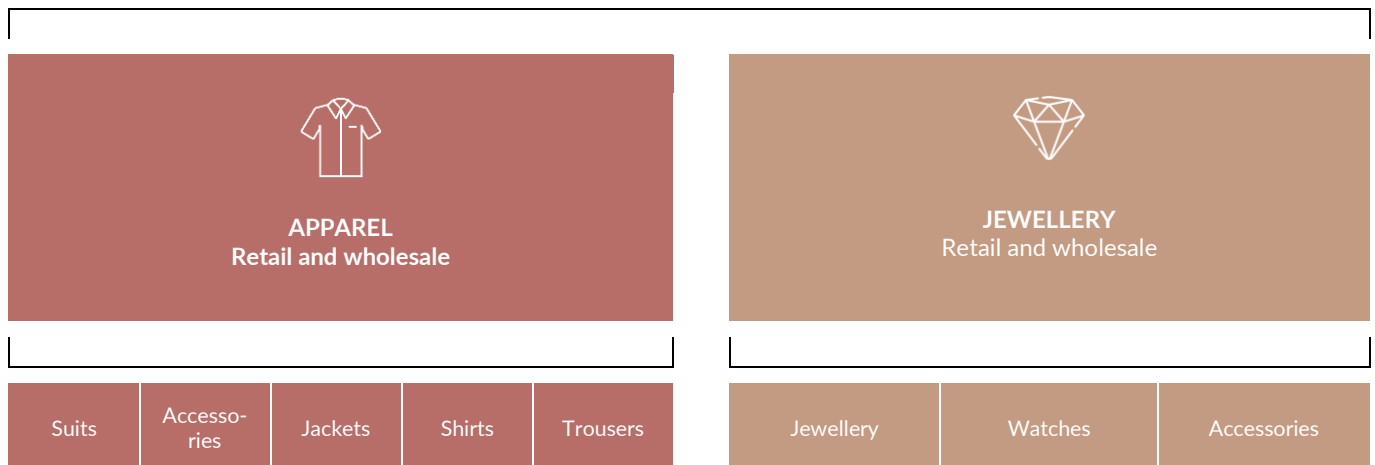 APPAREL
Retail and wholesale
JEWELLERY
Retail and wholesale
Suits
Accesso-
ries
Jackets
Shirts
Trousers
Jewellery
Watches
Accessories